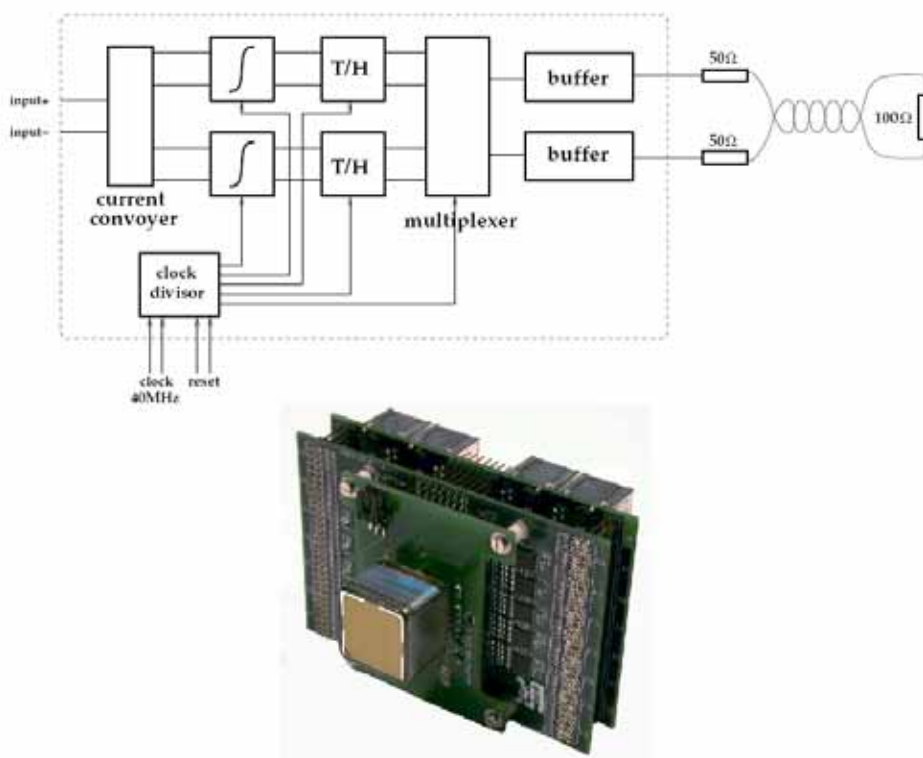 50Ω
T/H
buffer
input+
100Ω
input−
50Ω
T/H
buffer
current
convoyer
multiplexer
clock
divisor
clock
40MHz
reset